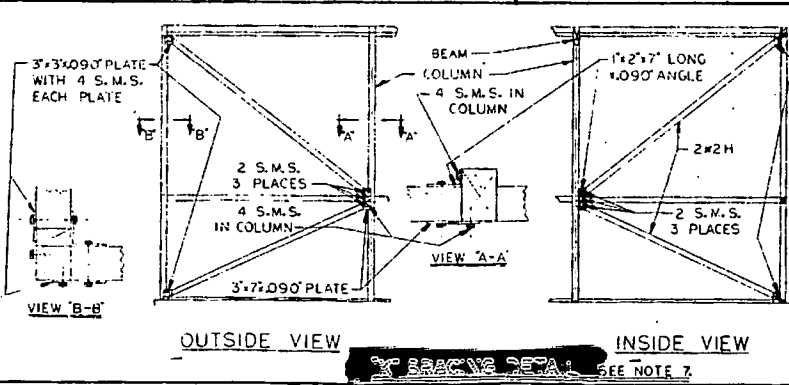 3"x3"x.090" PLATE
WITH 4 S.M.S.
EACH PLATE
"B" "B"
"A" "A"
2 S.M.S.
3 PLACES
4 S.M.S.
IN COLUMN
3"x7"x.090" PLATE
VIEW "B-B"
OUTSIDE VIEW
BEAM
COLUMN
4 S.M.S. IN
COLUMN
1"x2"x7" LONG
x.090" ANGLE
VIEW "A-A"
2x2H
2 S.M.S.
3 PLACES
INSIDE VIEW
BRACING DETAIL SEE NOTE 7.